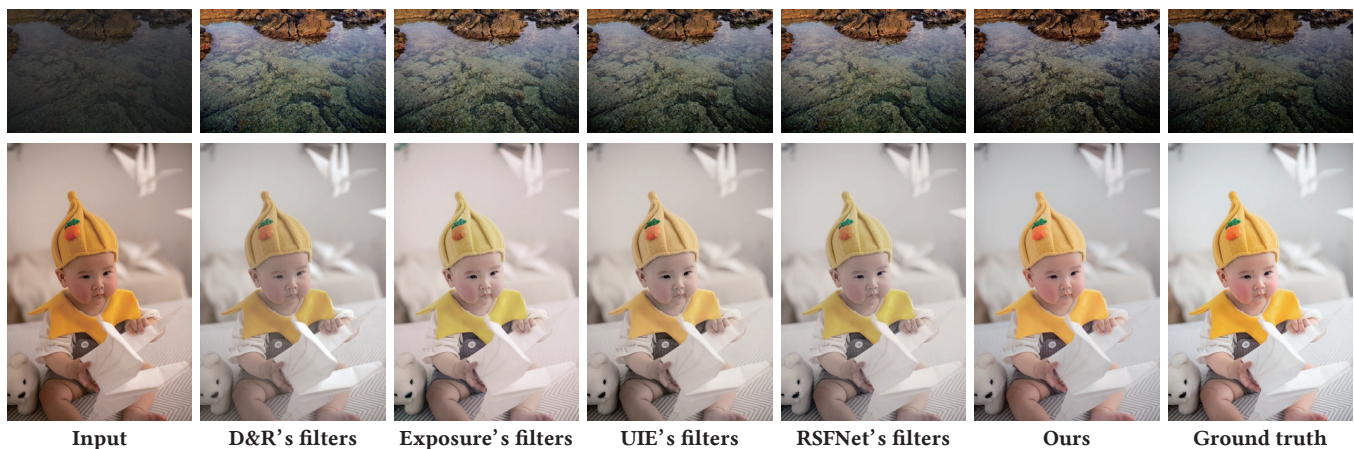 Input
D&R's filters
Exposure's filters
UIE's filters
RSFNet's filters
Ours
Ground truth